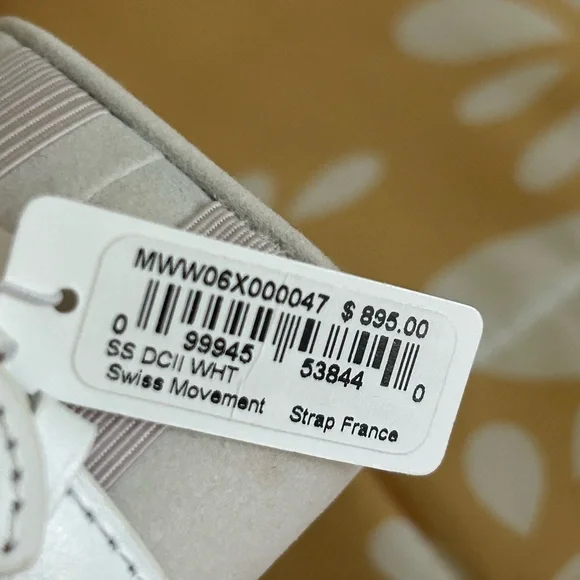 MWW06X000047 $ 895.00
0 99945 53844 0
SS DCII WHT
Swiss Movement Strap France